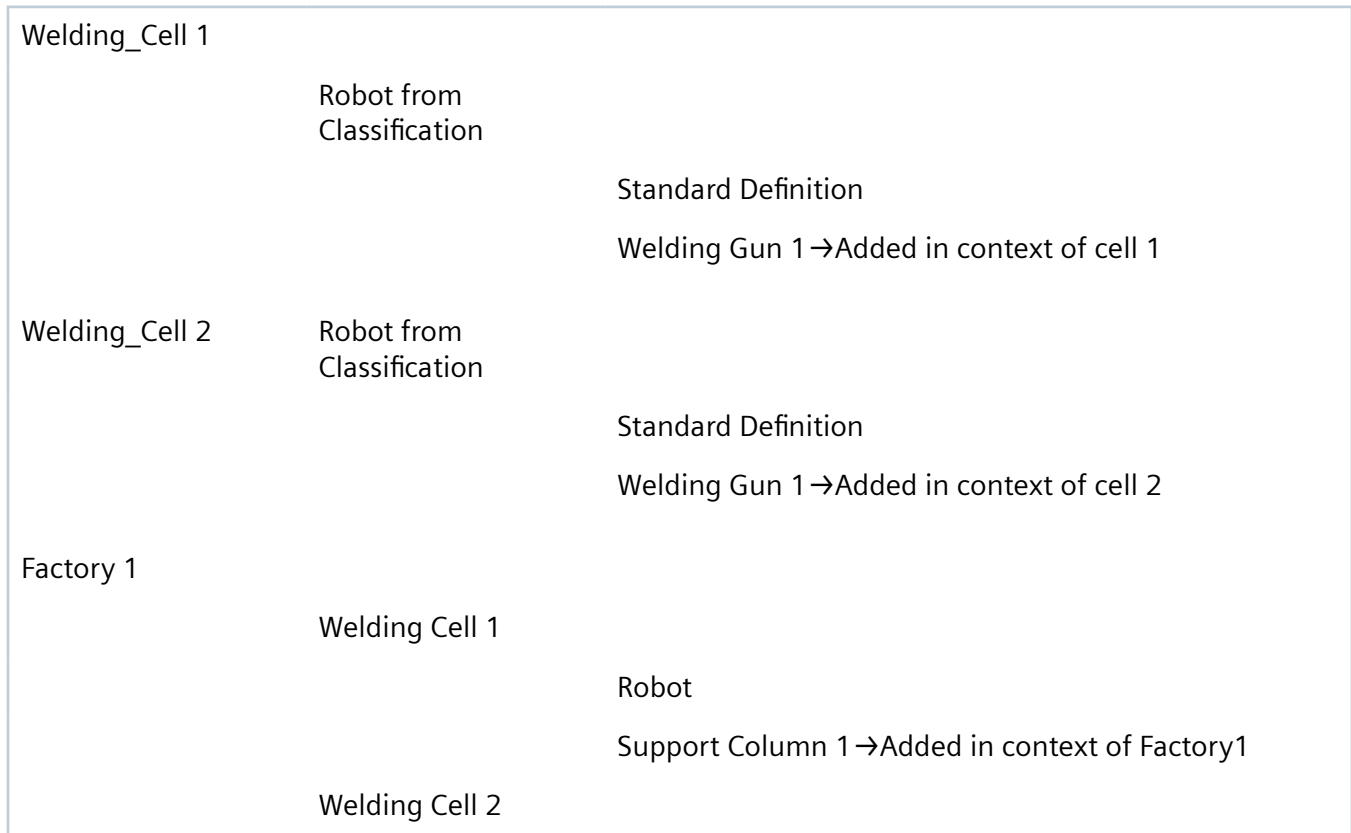 Welding_Cell 1
Robot from
Classification
Standard Definition
Welding Gun 1→Added in context of cell 1
Welding_Cell 2
Robot from
Classification
Standard Definition
Welding Gun 1→Added in context of cell 2
Factory 1
Welding Cell 1
Robot
Support Column 1→Added in context of Factory1
Welding Cell 2